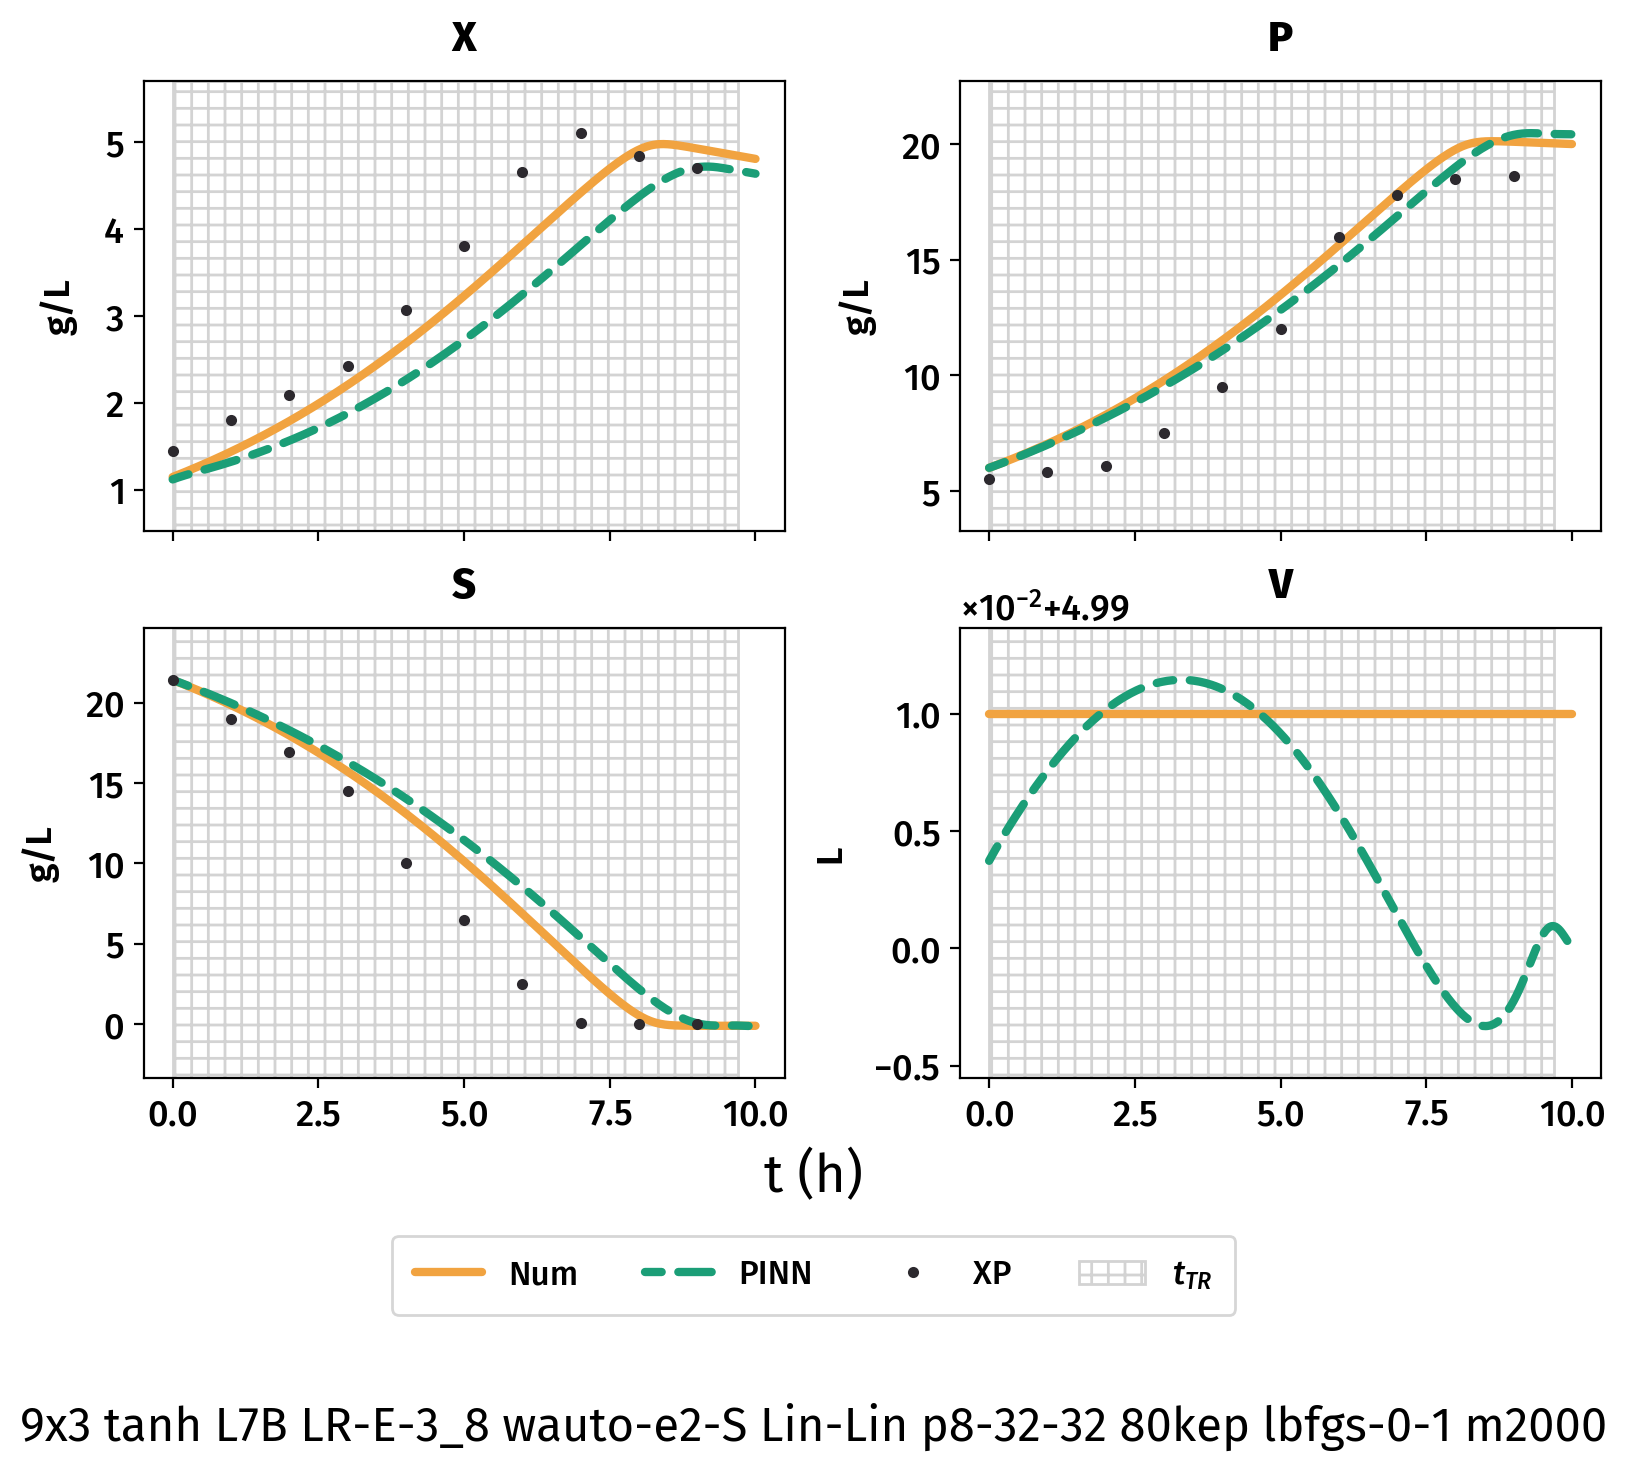 X
P
5
4
3
2
1
g/L
20
15
10
5
g/L
S
V
×10⁻²+4.99
20
15
10
5
0
g/L
1.0
0.5
0.0
−0.5
L
0.0 2.5 5.0 7.5 10.0
0.0 2.5 5.0 7.5 10.0
t (h)
Num PINN XP t_TR
9x3 tanh L7B LR-E-3_8 wauto-e2-S Lin-Lin p8-32-32 80kep lbfgs-0-1 m2000